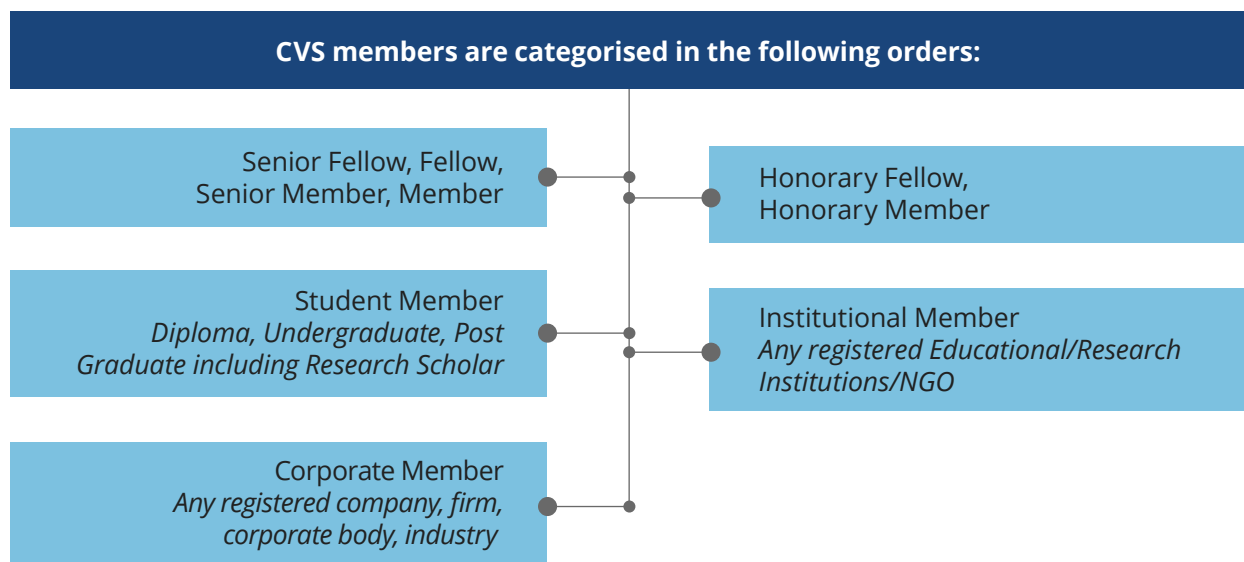 CVS members are categorised in the following orders:
Senior Fellow, Fellow,
Senior Member, Member
Honorary Fellow,
Honorary Member
Student Member
Diploma, Undergraduate, Post
Graduate including Research Scholar
Institutional Member
Any registered Educational/Research
Institutions/NGO
Corporate Member
Any registered company, firm,
corporate body, industry